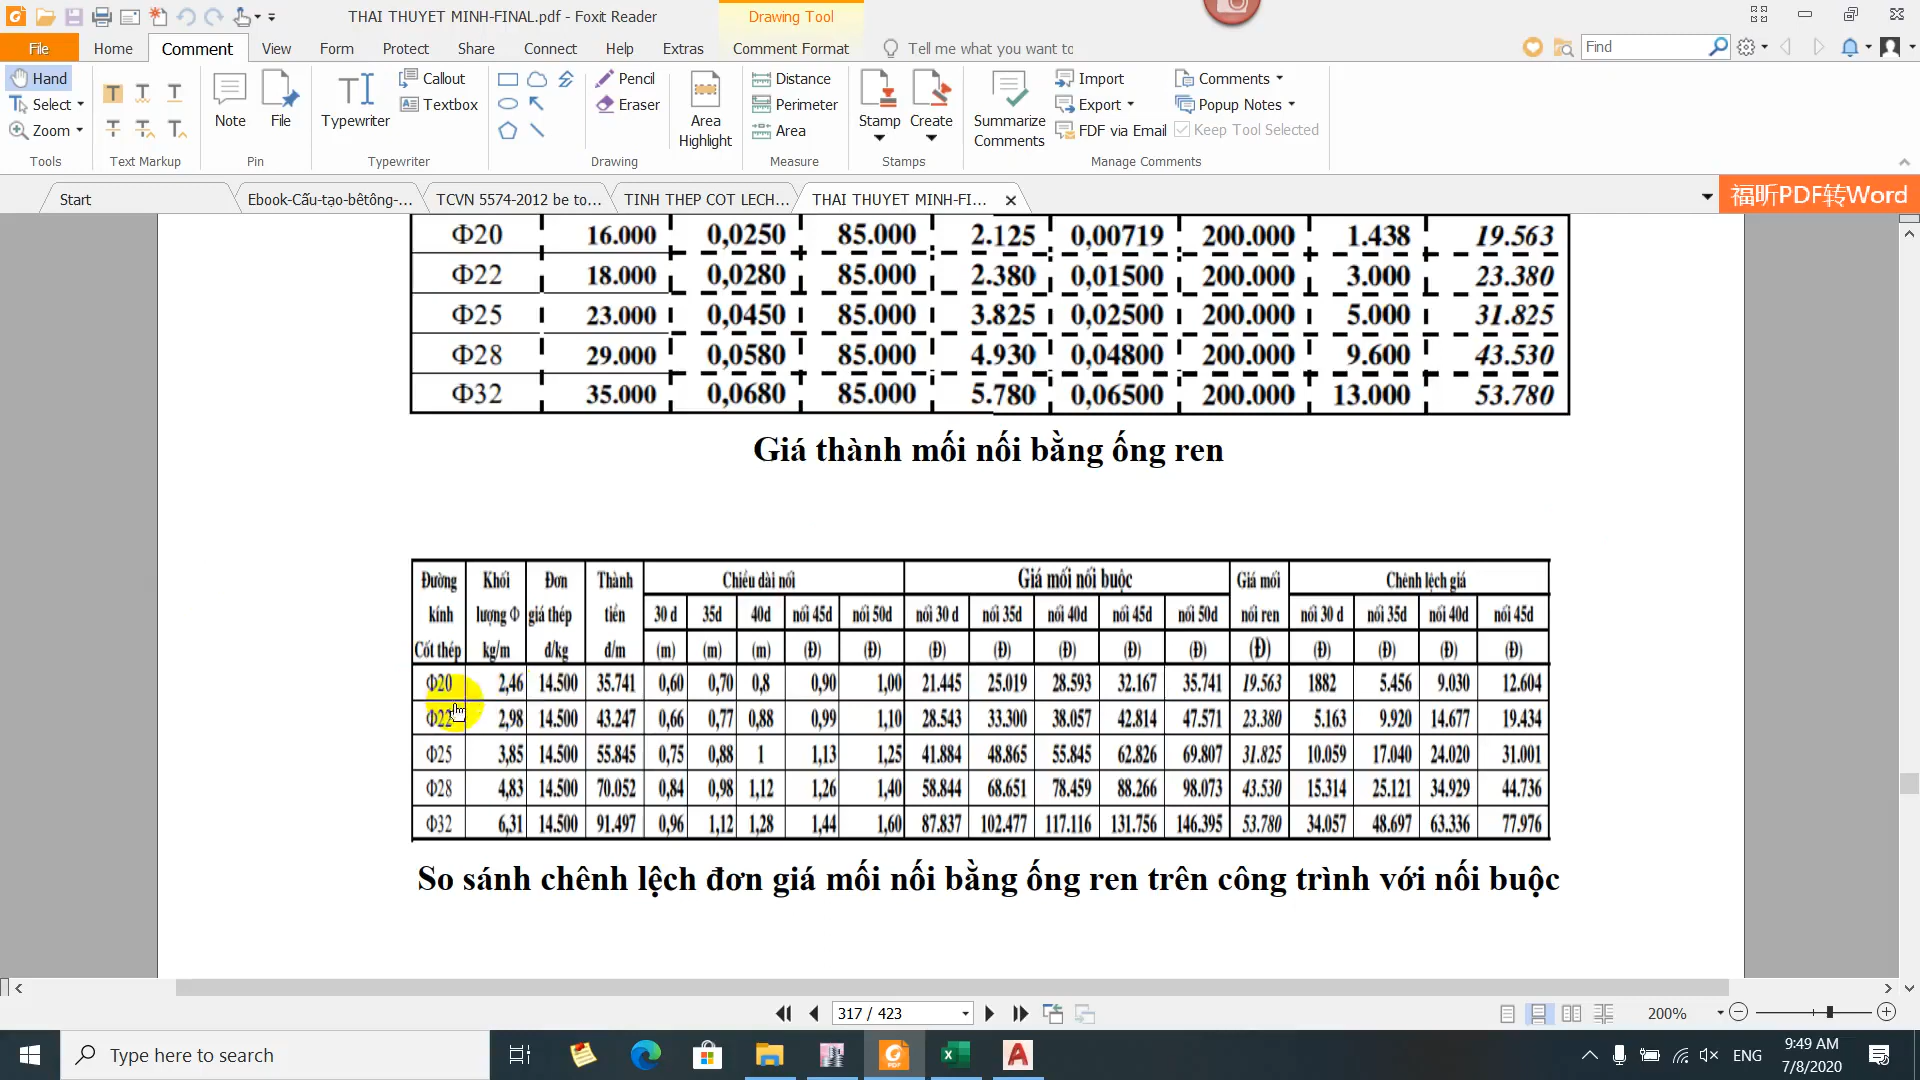 THAI THUYET MINH-FINAL.pdf - Foxit Reader
Drawing Tool
File Home Comment View Form Protect Share Connect Help Extras Comment Format Tell me what you want to Find
Hand
Select
Zoom
Tools
Text Markup
Note
File
Pin
Typewriter
Callout
Textbox
Typewriter
Pencil
Eraser
Drawing
Area Highlight
Distance
Perimeter
Area
Measure
Stamp
Create
Stamps
Summarize Comments
Import
Export
FDF via Email
Comments
Popup Notes
Keep Tool Selected
Manage Comments
Start Ebook-Cấu-tạo-bêtông-... TCVN 5574-2012 be to... TINH THEP COT LECH... THAI THUYET MINH-FI... 福昕PDF转Word
Φ20 16.000 0,0250 85.000 2.125 0,00719 200.000 1.438 19.563
Φ22 18.000 0,0280 85.000 2.380 0,01500 200.000 3.000 23.380
Φ25 23.000 0,0450 85.000 3.825 0,02500 200.000 5.000 31.825
Φ28 29.000 0,0580 85.000 4.930 0,04800 200.000 9.600 43.530
Φ32 35.000 0,0680 85.000 5.780 0,06500 200.000 13.000 53.780
Giá thành mối nối bằng ống ren
Đường Khối Đơn Thành Chiều dài nối Giá mối nối buộc Giá mối Chênh lệch giá
kính lượng Φ giá thép tiền 30 d 35d 40d nối 45d nối 50d nối 30 d nối 35d nối 40d nối 45d nối 50d nối ren nối 30 d nối 35d nối 40d nối 45d
Cốt thép kg/m đ/kg đ/m (m) (m) (m) (Đ) (Đ) (Đ) (Đ) (Đ) (Đ) (Đ) (Đ) (Đ) (Đ) (Đ) (Đ)
Φ20 2,46 14.500 35.741 0,60 0,70 0,8 0,90 1,00 21.445 25.019 28.593 32.167 35.741 19.563 1882 5.456 9.030 12.604
Φ22 2,98 14.500 43.247 0,66 0,77 0,88 0,99 1,10 28.543 33.300 38.057 42.814 47.571 23.380 5.163 9.920 14.677 19.434
Φ25 3,85 14.500 55.845 0,75 0,88 1 1,13 1,25 41.884 48.865 55.845 62.826 69.807 31.825 10.059 17.040 24.020 31.001
Φ28 4,83 14.500 70.052 0,84 0,98 1,12 1,26 1,40 58.844 68.651 78.459 88.266 98.073 43.530 15.314 25.121 34.929 44.736
Φ32 6,31 14.500 91.497 0,96 1,12 1,28 1,44 1,60 87.837 102.477 117.116 131.756 146.395 53.780 34.057 48.697 63.336 77.976
So sánh chênh lệch đơn giá mối nối bằng ống ren trên công trình với nối buộc
317 / 423
200%
Type here to search
ENG
9:49 AM
7/8/2020